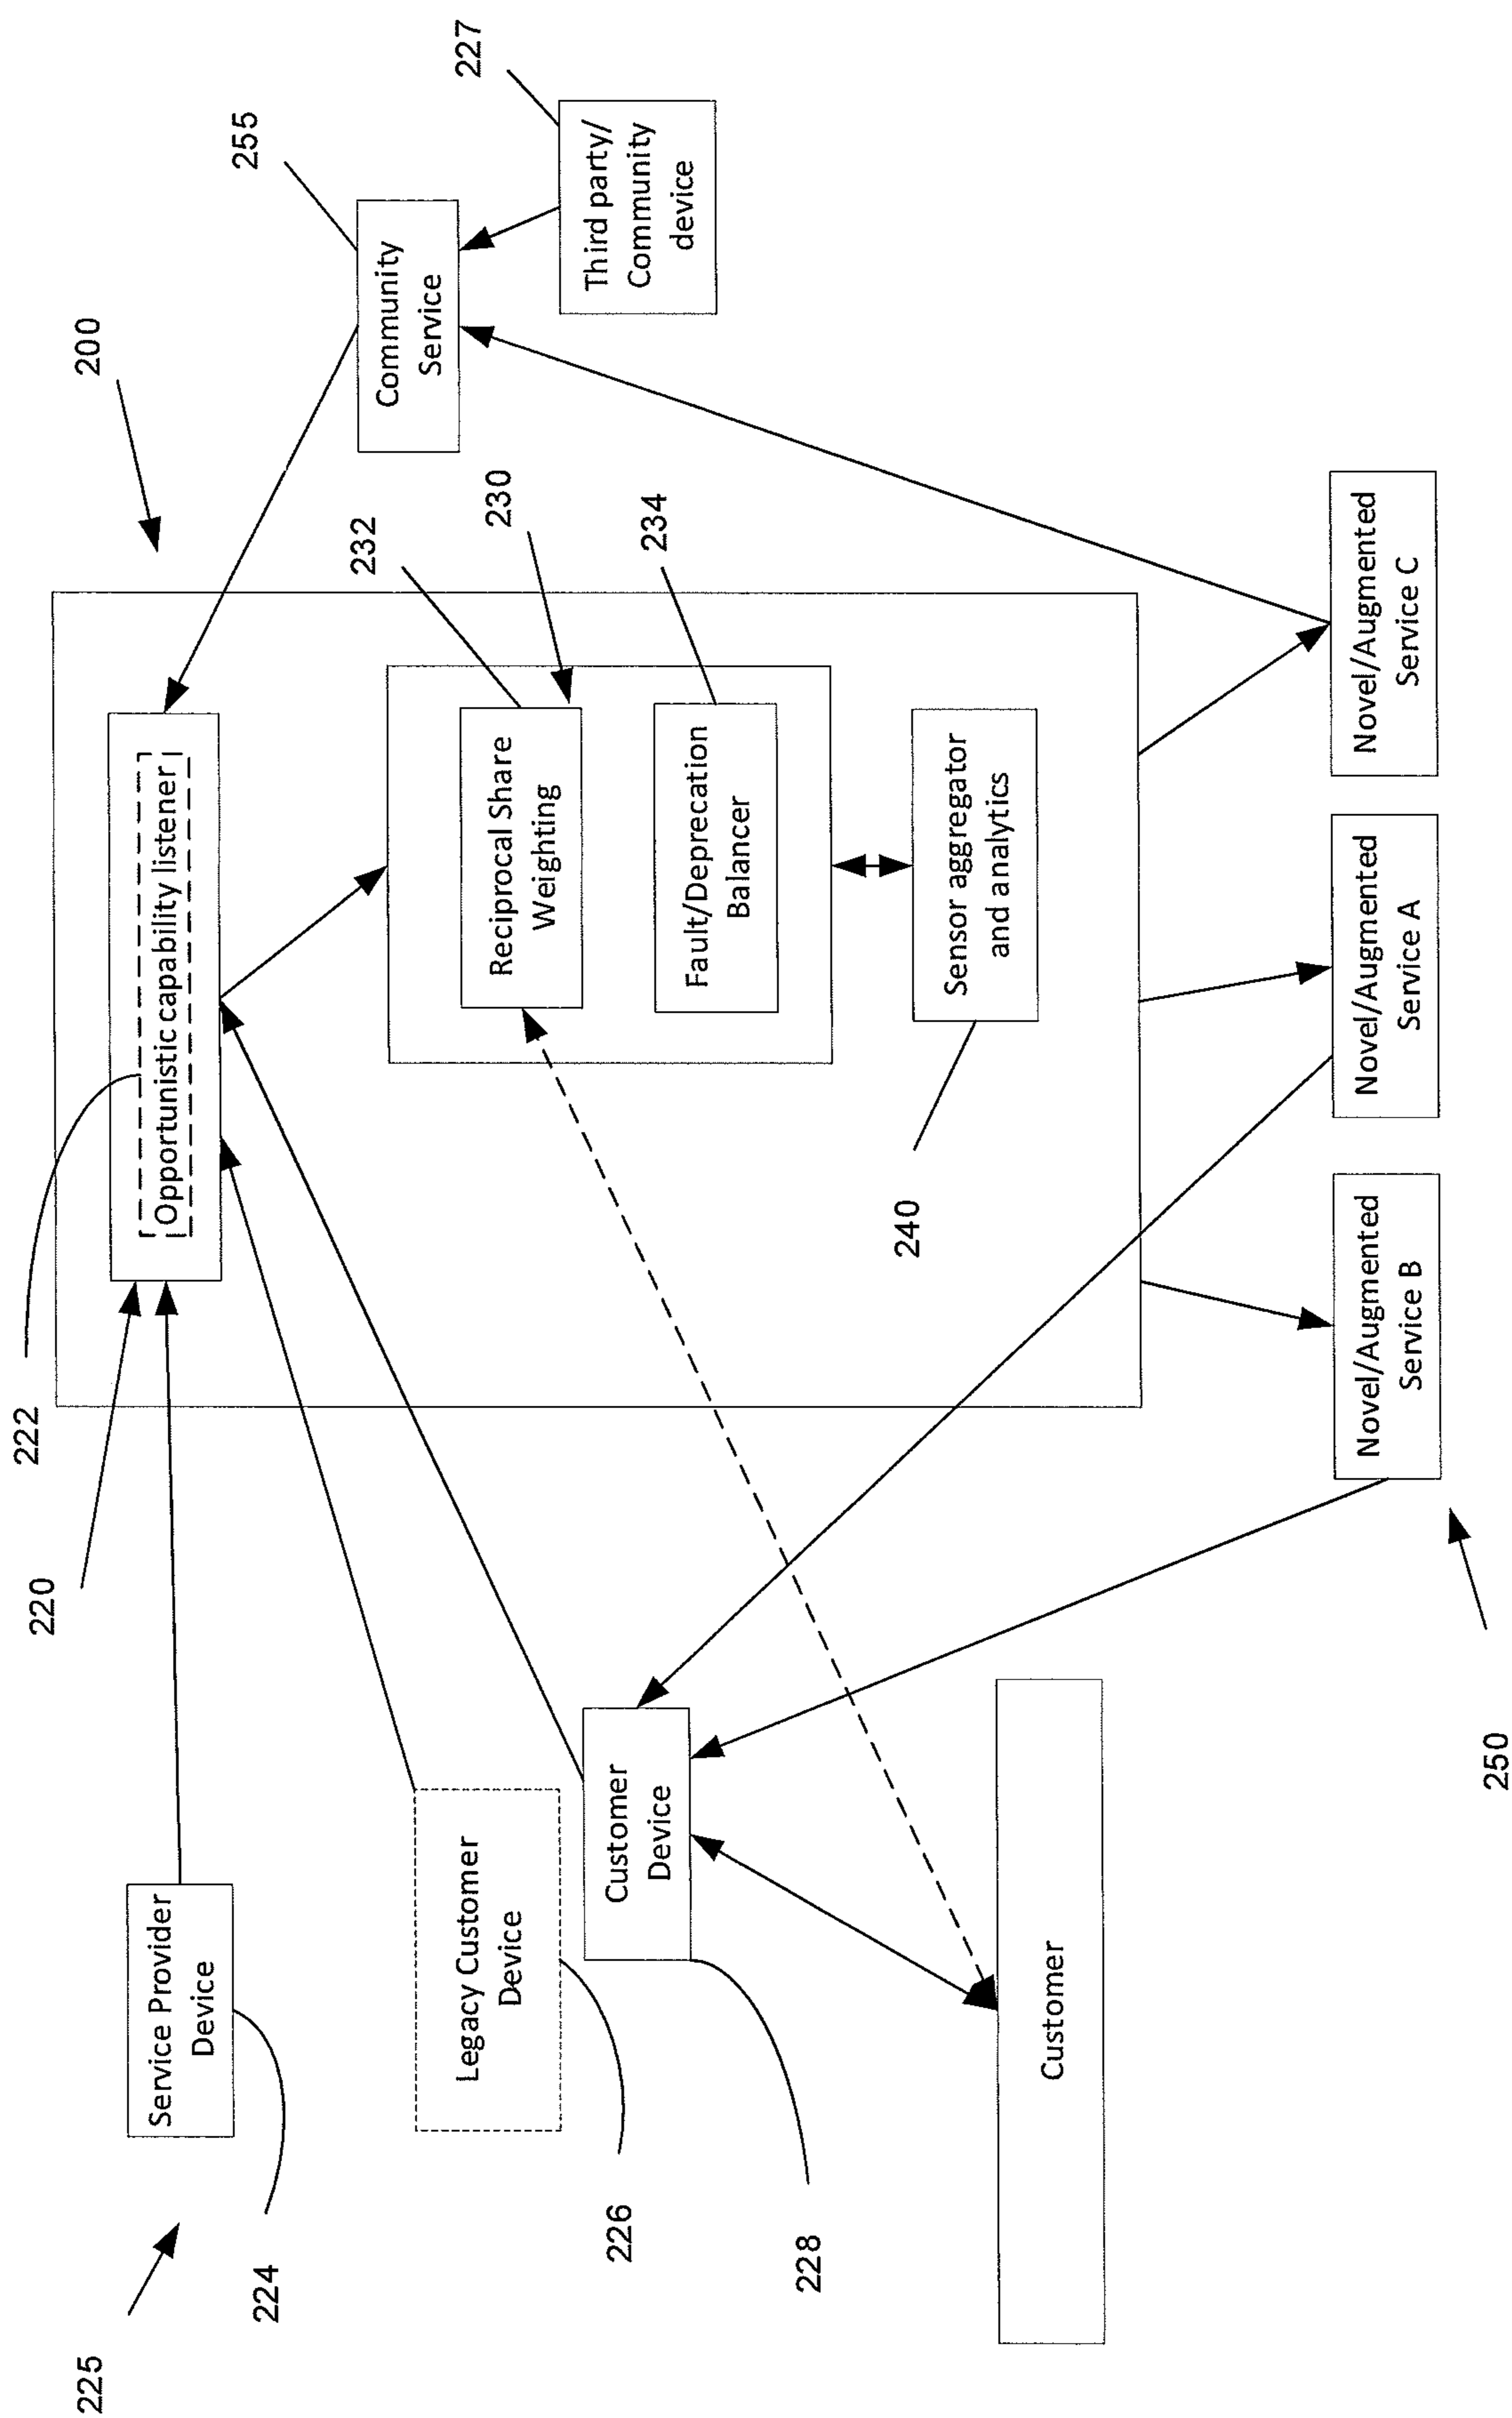 225
224
Service Provider
Device
220
222
Opportunistic capability listener
200
255
227
Community
Service
Third party/
Community
device
226
Legacy Customer
Device
228
Customer
Device
232
230
234
Reciprocal Share
Weighting
Fault/Deprecation
Balancer
240
Sensor aggregator
and analytics
Customer
250
Novel/Augmented
Service B
Novel/Augmented
Service A
Novel/Augmented
Service C